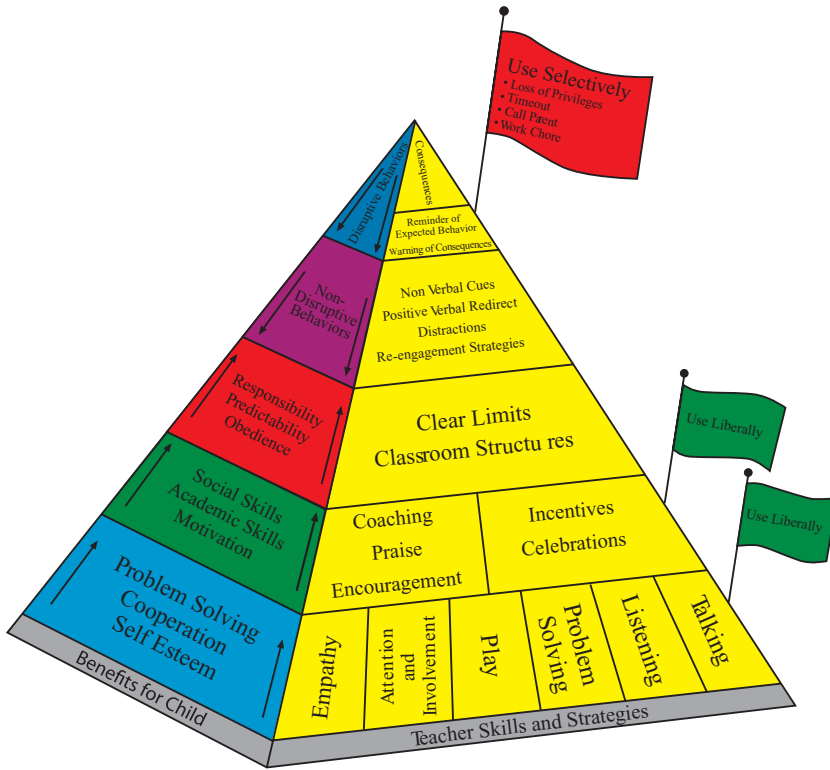 Use Selectively
• Loss of Privileges
• Timeout
• Call Parent
• Work Chore
Disruptive Behaviors
Consequences
Reminder of
Expected Behavior
Warning of Consequences
Non-
Disruptive
Behaviors
Non Verbal Cues
Positive Verbal Redirect
Distractions
Re-engagement Strategies
Responsibility
Predictability
Obedience
Clear Limits
Classroom Structu res
Use Liberally
Social Skills
Academic Skills
Motivation
Coaching
Praise
Encouragement
Incentives
Celebrations
Use Liberally
Problem Solving
Cooperation
Self Esteem
Empathy
Attention
and
Involvement
Play
Problem
Solving
Listening
Talking
Benefits for Child
Teacher Skills and Strategies